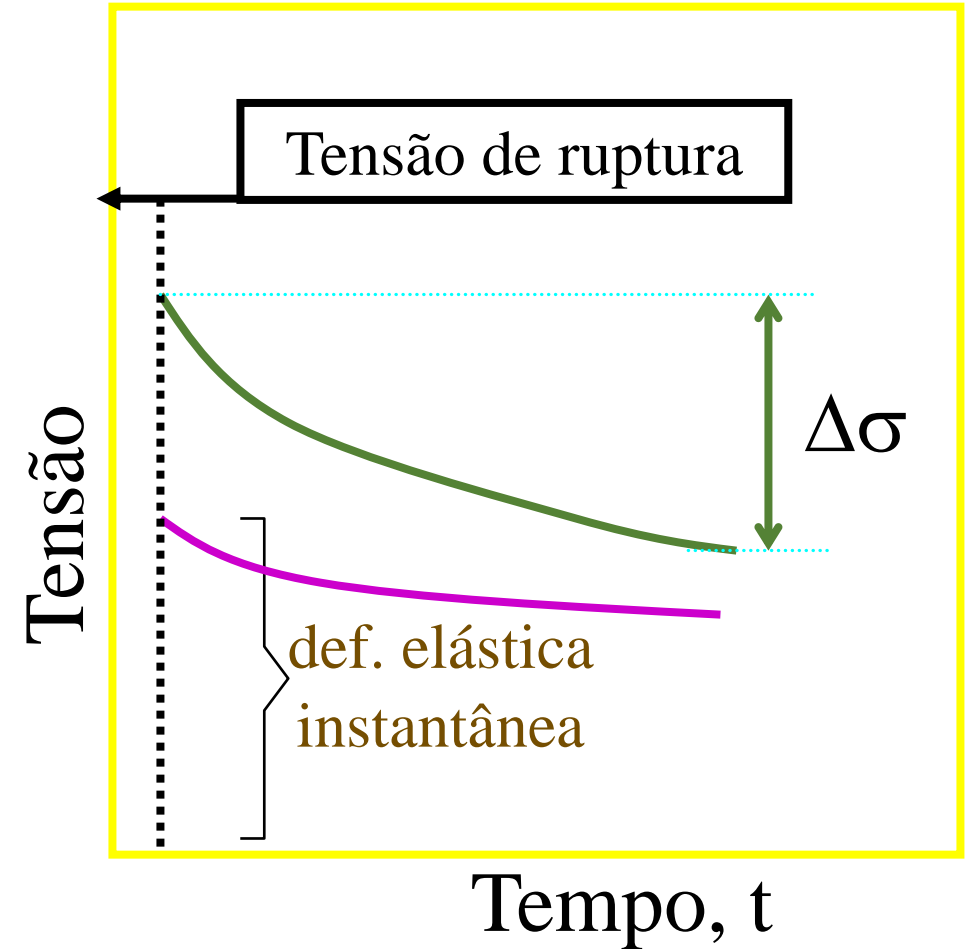 Tensão de ruptura
Δσ
Tensão
def. elástica
instantânea
Tempo, t